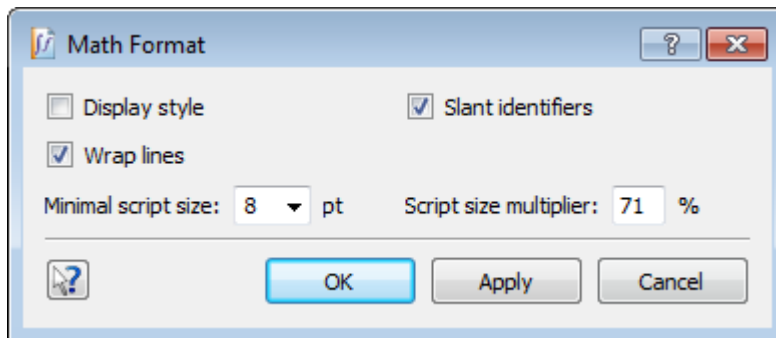 Math Format
Display style Slant identifiers
Wrap lines
Minimal script size: 8 pt Script size multiplier: 71 %
OK Apply Cancel